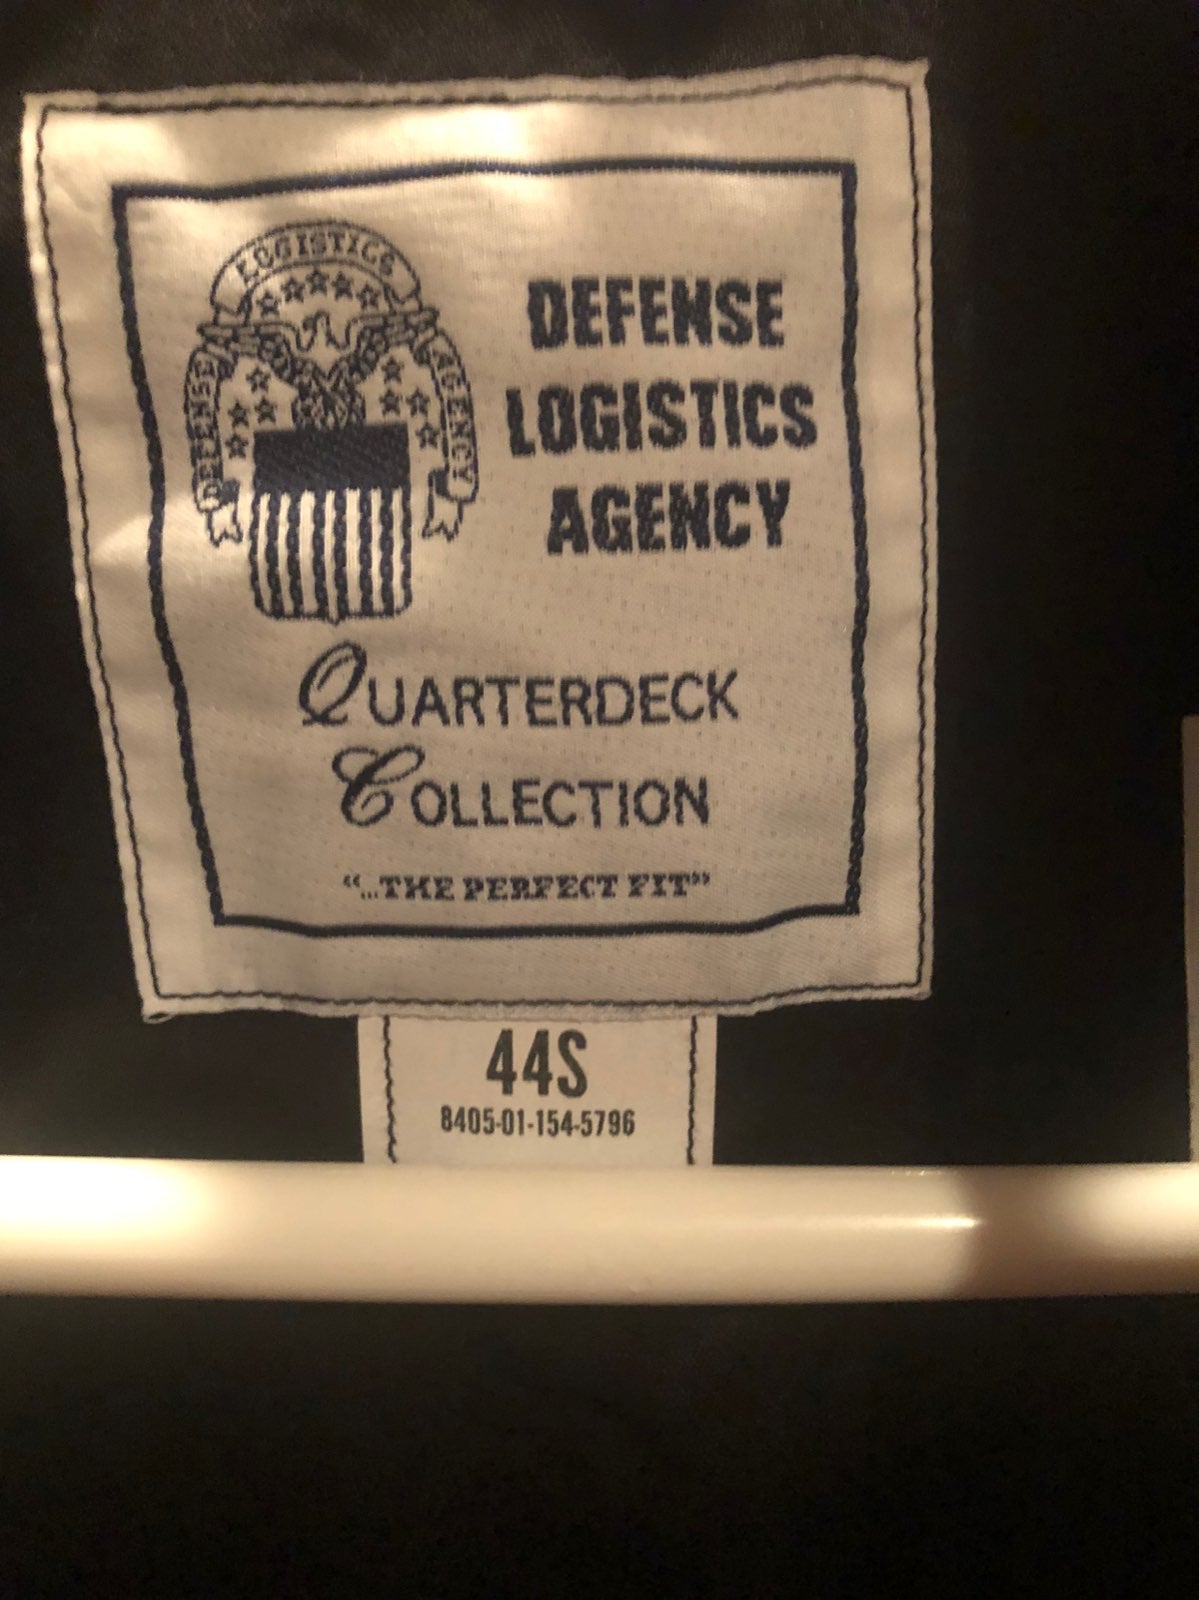 LOGISTICS
DEFENSE
AGENCY
DEFENSE
LOGISTICS
AGENCY
QUARTERDECK
COLLECTION
“...THE PERFECT FIT”
44S
8405-01-154-5796